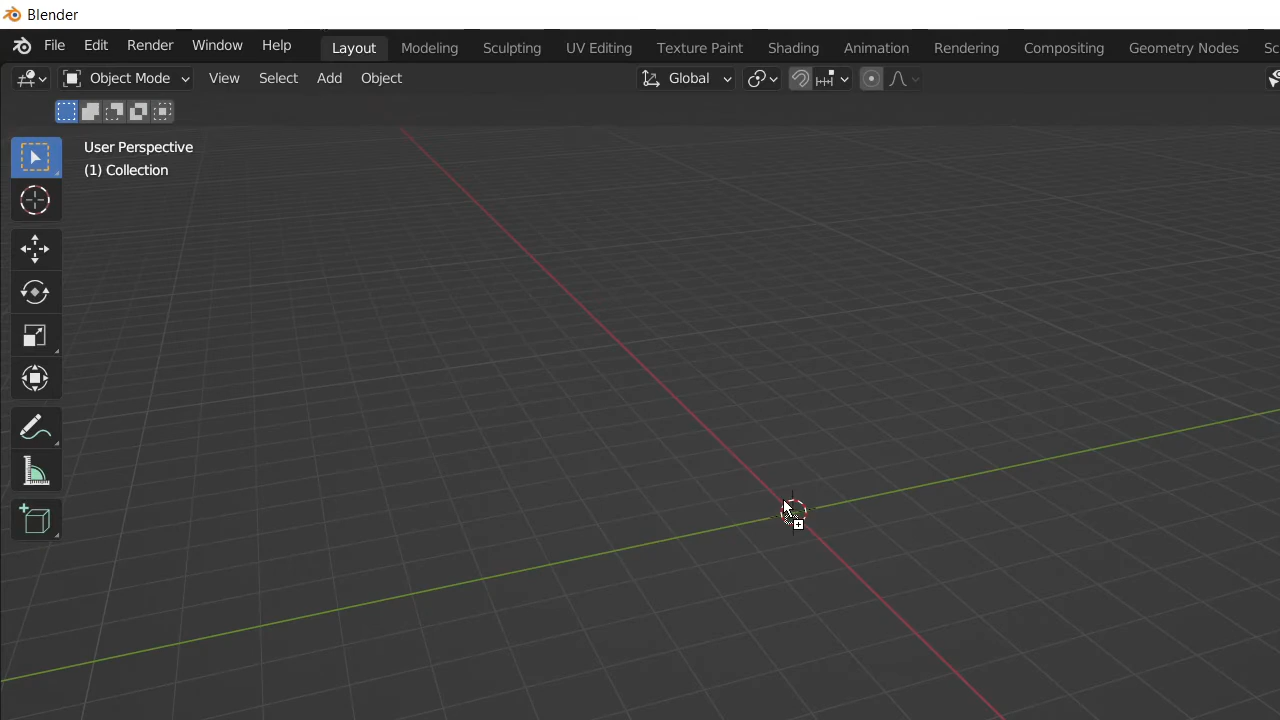 Blender
File Edit Render Window Help Layout Modeling Sculpting UV Editing Texture Paint Shading Animation Rendering Compositing Geometry Nodes Sc
Object Mode View Select Add Object Global
User Perspective
(1) Collection